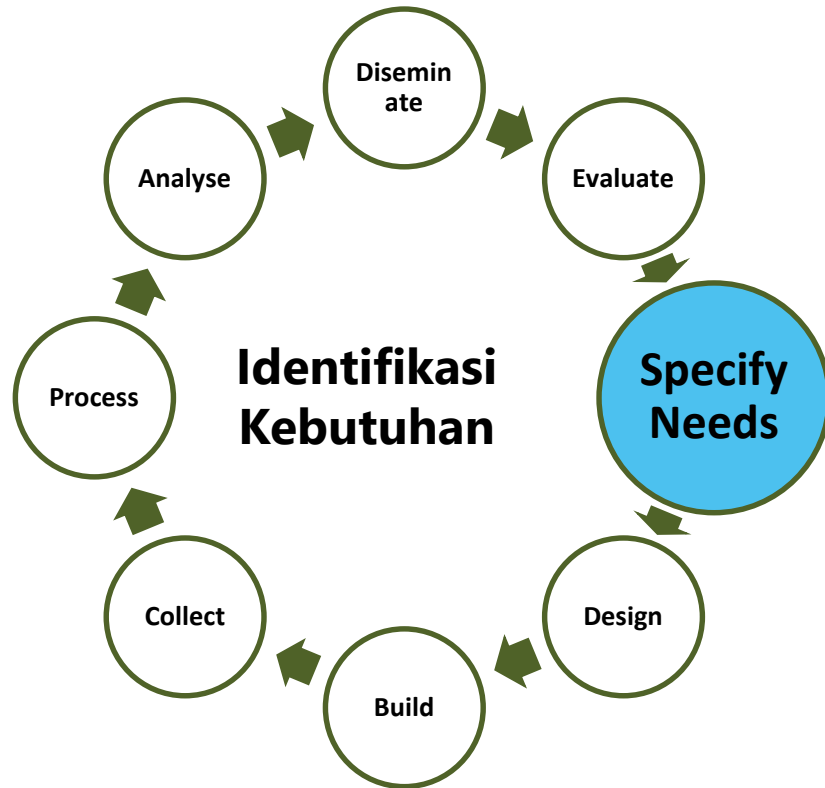 Disemin
ate
Analyse
Evaluate
Identifikasi
Kebutuhan
Specify
Needs
Process
Collect
Design
Build